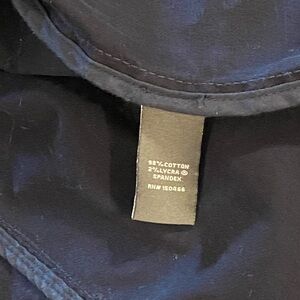 98% COTTON
2% LYCRA ®
SPANDEX
RN# 150466